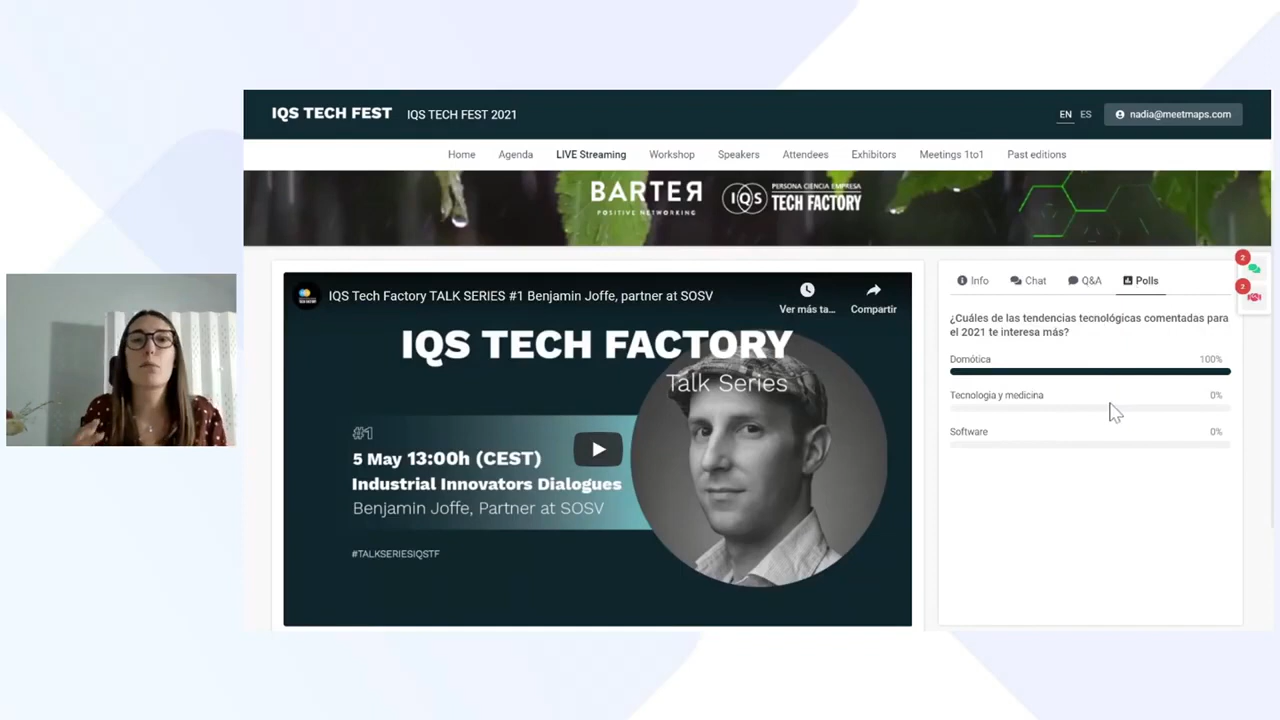 IQS TECH FEST
IQS TECH FEST 2021
EN ES
nadia@meetmaps.com
Home Agenda LIVE Streaming Workshop Speakers Attendees Exhibitors Meetings 1to1 Past editions
BARTER
POSITIVE NETWORKING
IQS
PERSONA CIENCIA EMPRESA
TECH FACTORY
IQS Tech Factory TALK SERIES #1 Benjamin Joffe, partner at SOSV
Ver más ta...
Compartir
IQS TECH FACTORY
Talk Series
#1
5 May 13:00h (CEST)
Industrial Innovators Dialogues
Benjamin Joffe, Partner at SOSV
#TALKSERIESIQSTF
Info Chat Q&A Polls
¿Cuáles de las tendencias tecnológicas comentadas para
el 2021 te interesa más?
Domótica 100%
Tecnologia y medicina 0%
Software 0%
2
2